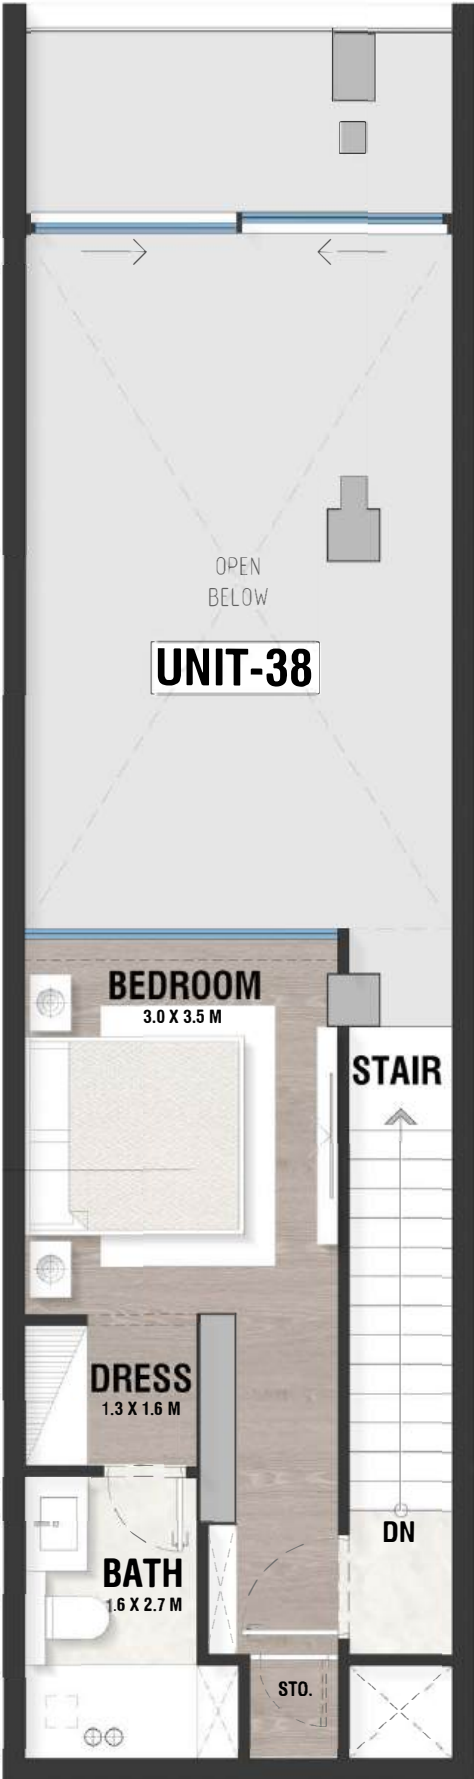 OPEN
BELOW
UNIT-38
BEDROOM
3.0 X 3.5 M
STAIR
DRESS
1.3 X 1.6 M
DN
BATH
1.6 X 2.7 M
STO.